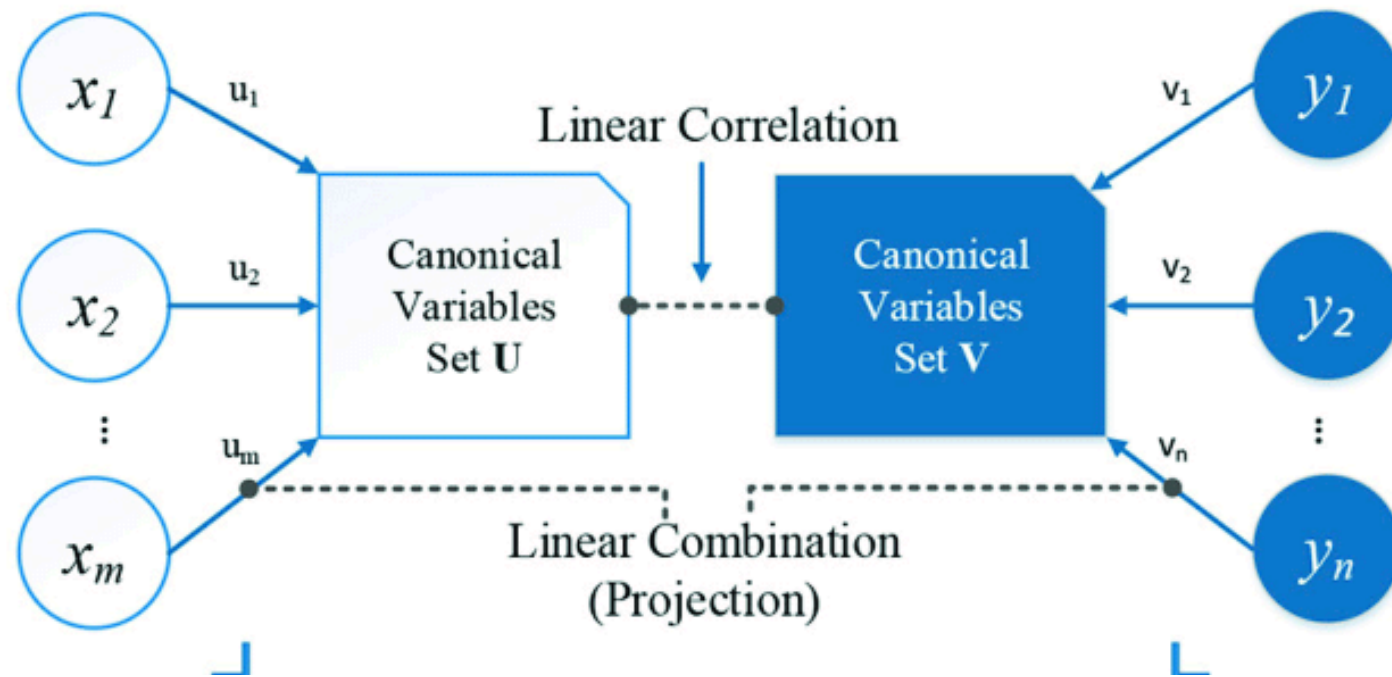 x1
u1
Linear Correlation
v1
y1
x2
u2
Canonical
Variables
Set U
Canonical
Variables
Set V
v2
y2
⋮
⋮
xm
um
vn
yn
Linear Combination
(Projection)